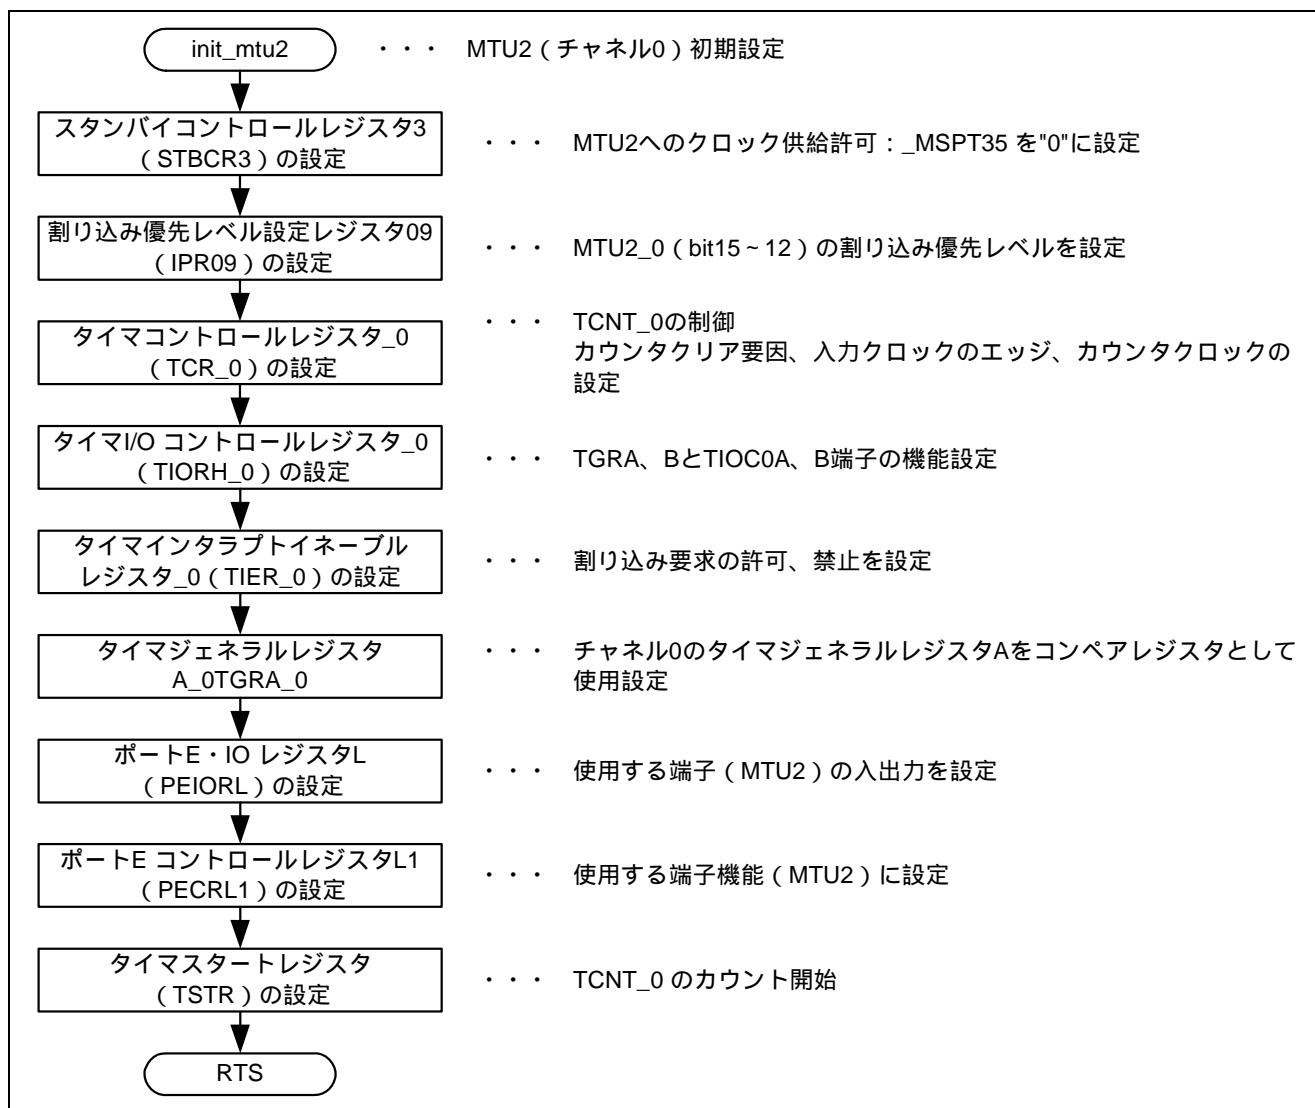 init_mtu2 ・・・ MTU2（チャネル0）初期設定
スタンバイコントロールレジスタ3
（STBCR3）の設定
・・・ MTU2へのクロック供給許可：_MSPT35 を"0"に設定
割り込み優先レベル設定レジスタ09
（IPR09）の設定
・・・ MTU2_0（bit15～12）の割り込み優先レベルを設定
タイマコントロールレジスタ_0
（TCR_0）の設定
・・・ TCNT_0の制御
カウンタクリア要因、入力クロックのエッジ、カウンタクロックの
設定
タイマI/O コントロールレジスタ_0
（TIORH_0）の設定
・・・ TGRA、BとTIOC0A、B端子の機能設定
タイマインタラプトイネーブル
レジスタ_0（TIER_0）の設定
・・・ 割り込み要求の許可、禁止を設定
タイマジェネラルレジスタ
A_0TGRA_0
・・・ チャネル0のタイマジェネラルレジスタAをコンペアレジスタとして
使用設定
ポートE・IO レジスタL
（PEIORL）の設定
・・・ 使用する端子（MTU2）の入出力を設定
ポートE コントロールレジスタL1
（PECRL1）の設定
・・・ 使用する端子機能（MTU2）に設定
タイマスタートレジスタ
（TSTR）の設定
・・・ TCNT_0 のカウント開始
RTS